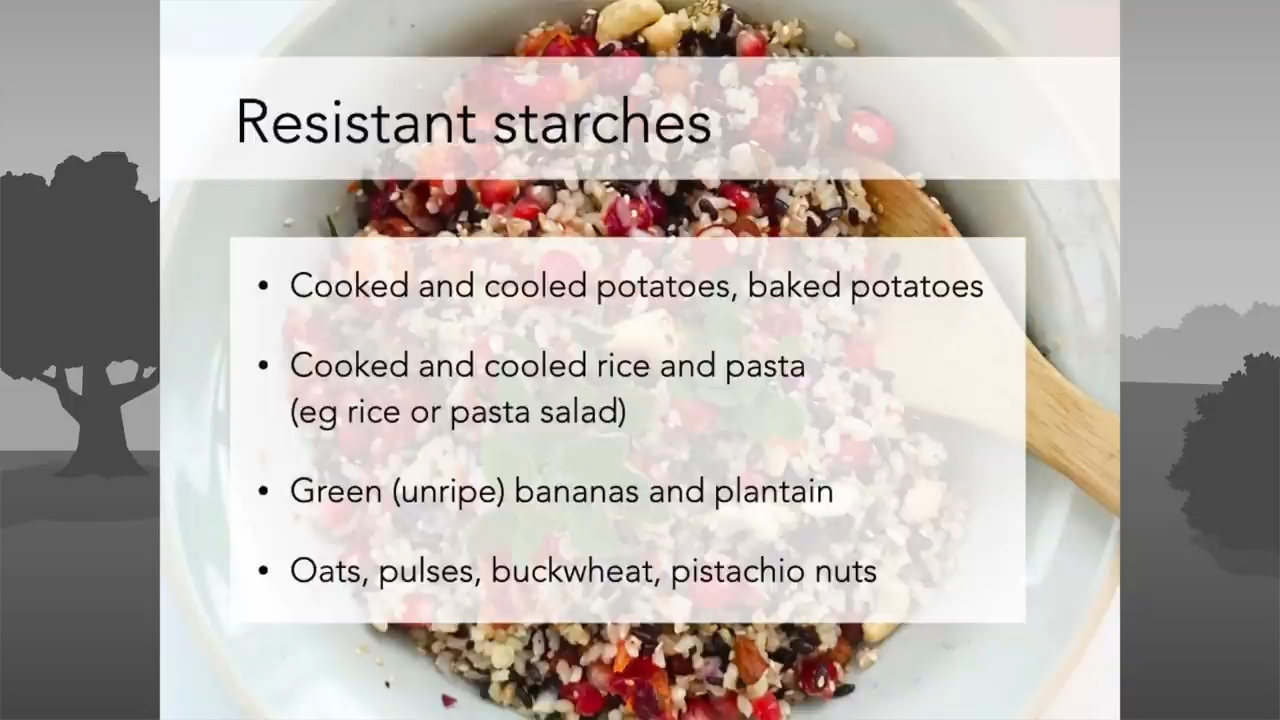 Resistant starches
• Cooked and cooled potatoes, baked potatoes
• Cooked and cooled rice and pasta
(eg rice or pasta salad)
• Green (unripe) bananas and plantain
• Oats, pulses, buckwheat, pistachio nuts